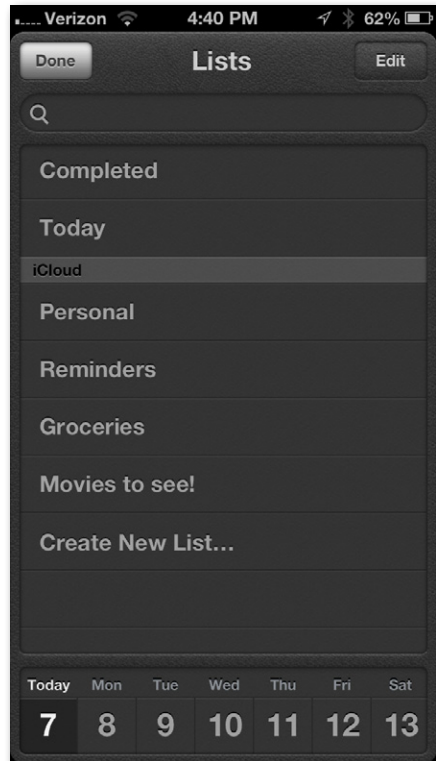 Verizon 4:40 PM 62%
Done Lists Edit
Completed
Today
iCloud
Personal
Reminders
Groceries
Movies to see!
Create New List...
Today Mon Tue Wed Thu Fri Sat
7 8 9 10 11 12 13